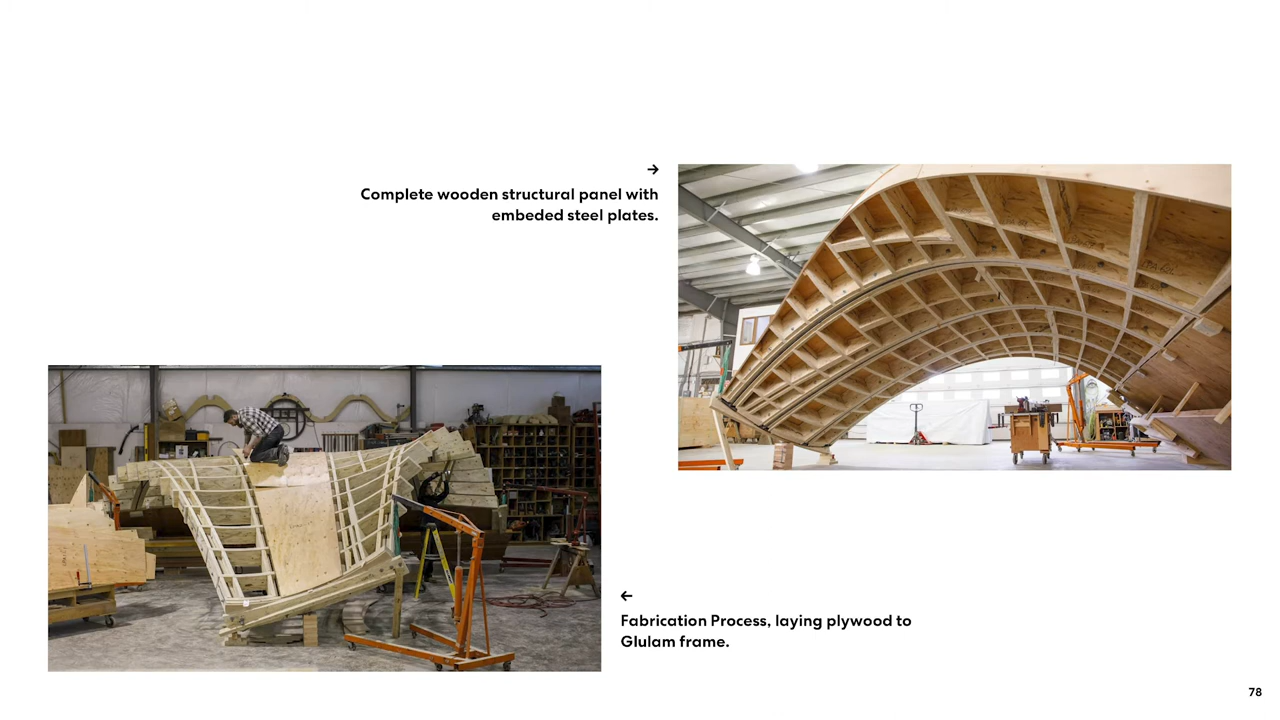 →
Complete wooden structural panel with
embeded steel plates.
←
Fabrication Process, laying plywood to
Glulam frame.
78